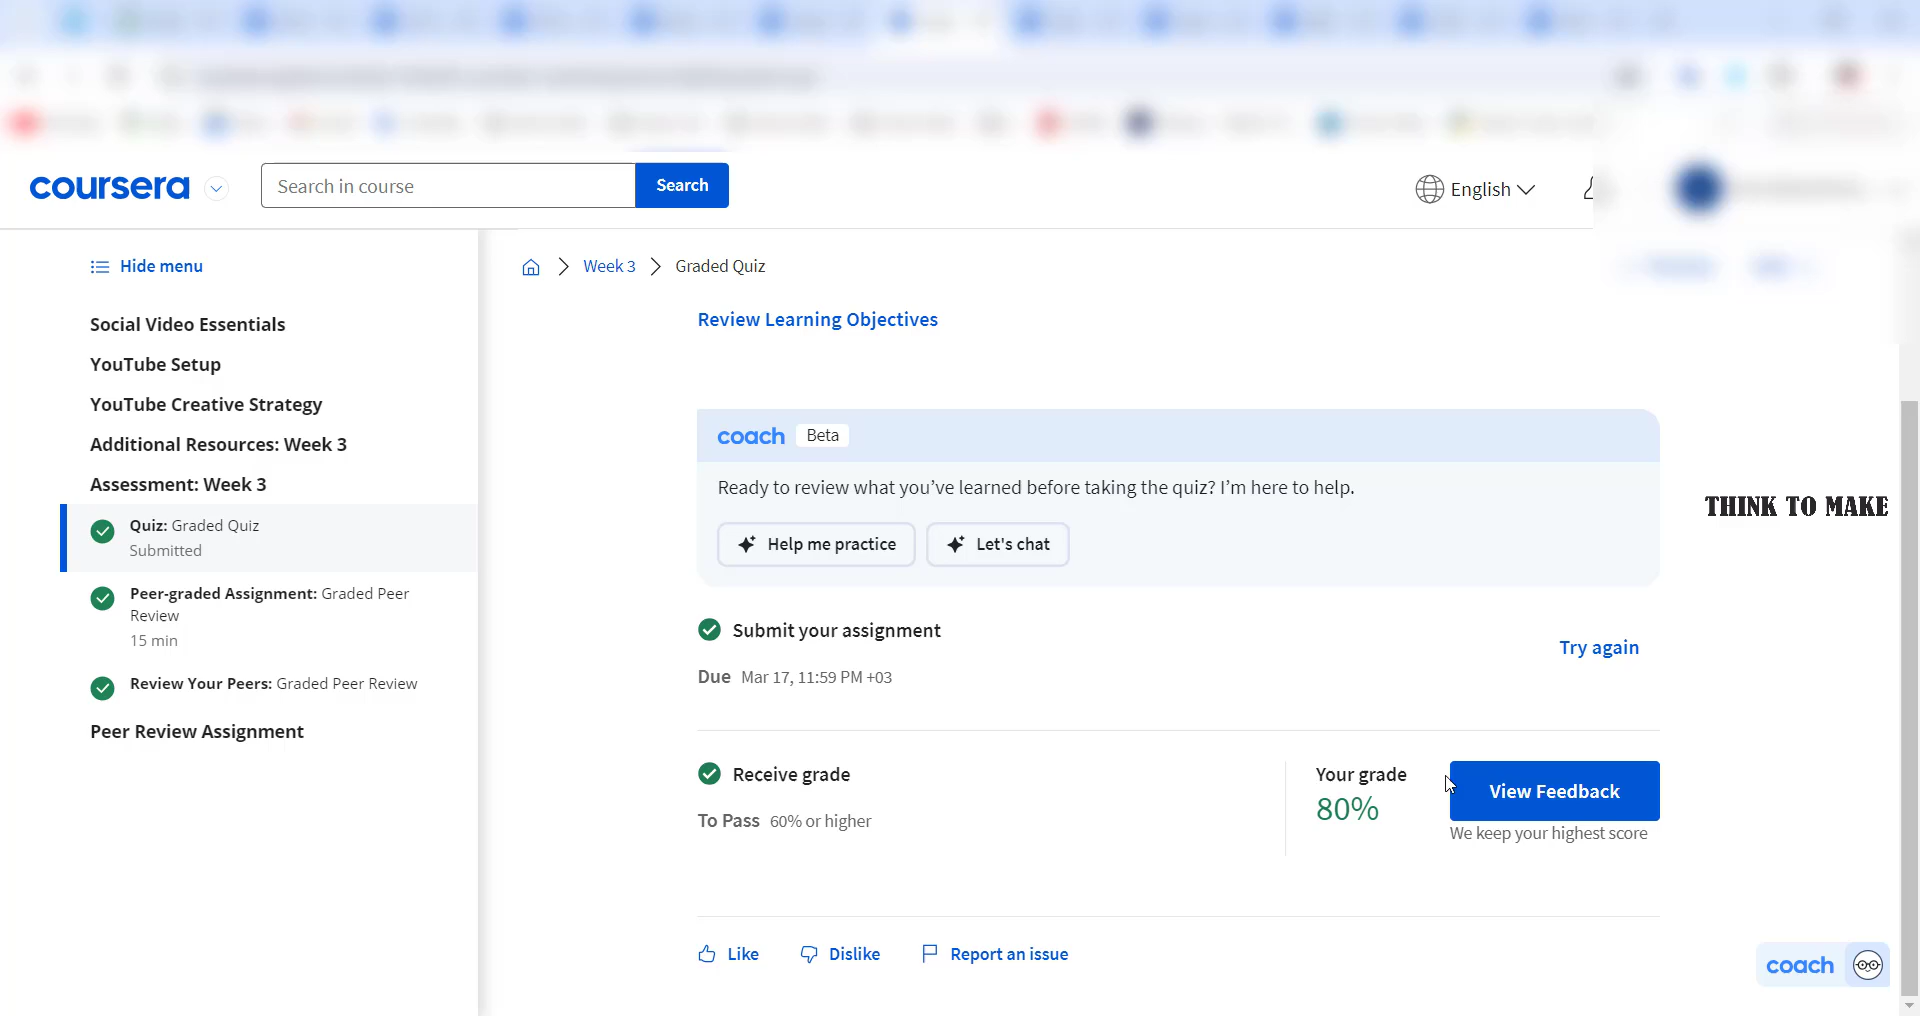 coursera
Search in course
Search
English
Hide menu
Week 3
Graded Quiz
Social Video Essentials
YouTube Setup
YouTube Creative Strategy
Additional Resources: Week 3
Assessment: Week 3
Quiz: Graded Quiz
Submitted
Peer-graded Assignment: Graded Peer
Review
15 min
Review Your Peers: Graded Peer Review
Peer Review Assignment
Review Learning Objectives
coach Beta
Ready to review what you’ve learned before taking the quiz? I’m here to help.
Help me practice
Let's chat
THINK TO MAKE
Submit your assignment
Try again
Due Mar 17, 11:59 PM +03
Receive grade
To Pass 60% or higher
Your grade
80%
View Feedback
We keep your highest score
Like
Dislike
Report an issue
coach